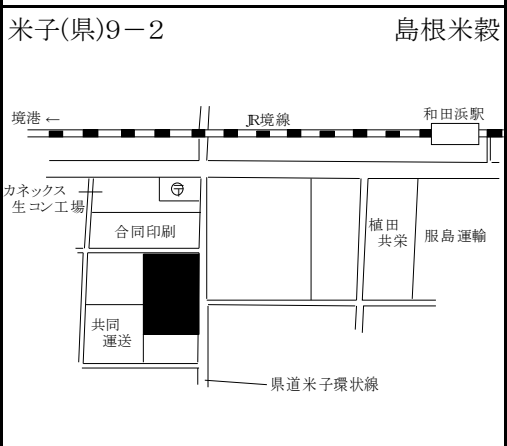 米子(県)9－2
島根米穀
境港 ←
JR境線
和田浜駅
カネックス
生コン工場
〒
合同印刷
植田
共栄
服島運輸
共同
運送
県道米子環状線